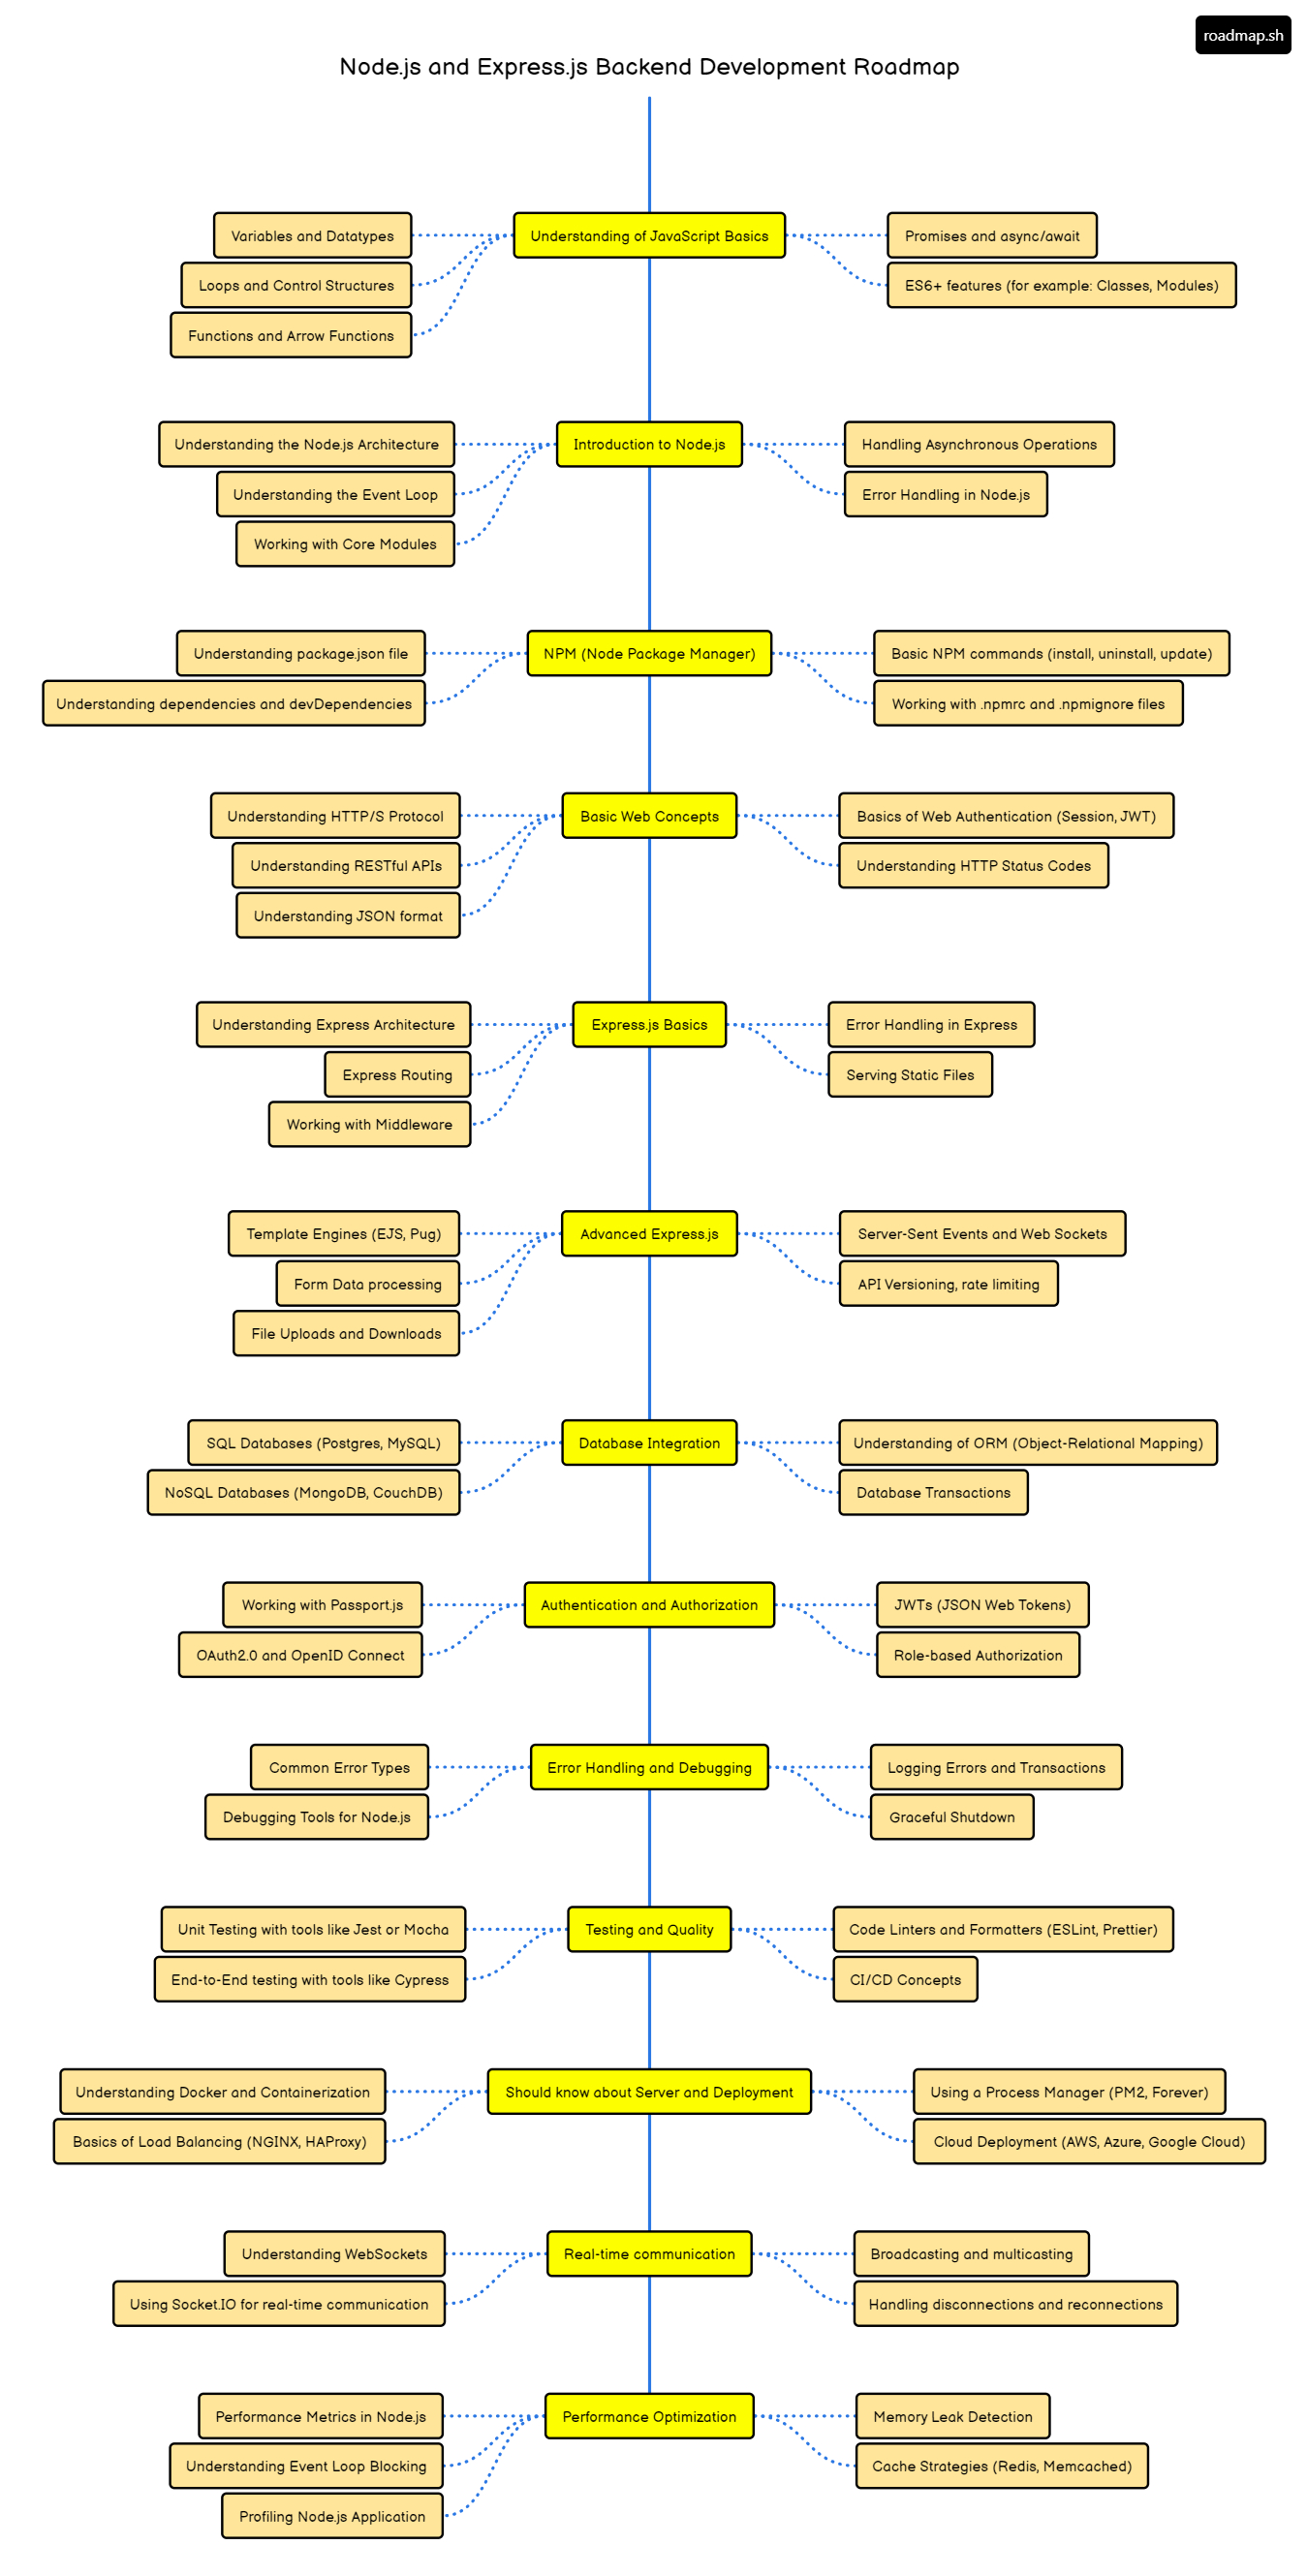 roadmap.sh
Node.js and Express.js Backend Development Roadmap
Variables and Datatypes
Understanding of JavaScript Basics
Promises and async/await
Loops and Control Structures
ES6+ features (for example: Classes, Modules)
Functions and Arrow Functions
Understanding the Node.js Architecture
Introduction to Node.js
Handling Asynchronous Operations
Understanding the Event Loop
Error Handling in Node.js
Working with Core Modules
Understanding package.json file
NPM (Node Package Manager)
Basic NPM commands (install, uninstall, update)
Understanding dependencies and devDependencies
Working with .npmrc and .npmignore files
Understanding HTTP/S Protocol
Basic Web Concepts
Basics of Web Authentication (Session, JWT)
Understanding RESTful APIs
Understanding HTTP Status Codes
Understanding JSON format
Understanding Express Architecture
Express.js Basics
Error Handling in Express
Express Routing
Serving Static Files
Working with Middleware
Template Engines (EJS, Pug)
Advanced Express.js
Server-Sent Events and Web Sockets
Form Data processing
API Versioning, rate limiting
File Uploads and Downloads
SQL Databases (Postgres, MySQL)
Database Integration
Understanding of ORM (Object-Relational Mapping)
NoSQL Databases (MongoDB, CouchDB)
Database Transactions
Working with Passport.js
Authentication and Authorization
JWTs (JSON Web Tokens)
OAuth2.0 and OpenID Connect
Role-based Authorization
Common Error Types
Error Handling and Debugging
Logging Errors and Transactions
Debugging Tools for Node.js
Graceful Shutdown
Unit Testing with tools like Jest or Mocha
Testing and Quality
Code Linters and Formatters (ESLint, Prettier)
End-to-End testing with tools like Cypress
CI/CD Concepts
Understanding Docker and Containerization
Should know about Server and Deployment
Using a Process Manager (PM2, Forever)
Basics of Load Balancing (NGINX, HAProxy)
Cloud Deployment (AWS, Azure, Google Cloud)
Understanding WebSockets
Real-time communication
Broadcasting and multicasting
Using Socket.IO for real-time communication
Handling disconnections and reconnections
Performance Metrics in Node.js
Performance Optimization
Memory Leak Detection
Understanding Event Loop Blocking
Cache Strategies (Redis, Memcached)
Profiling Node.js Application